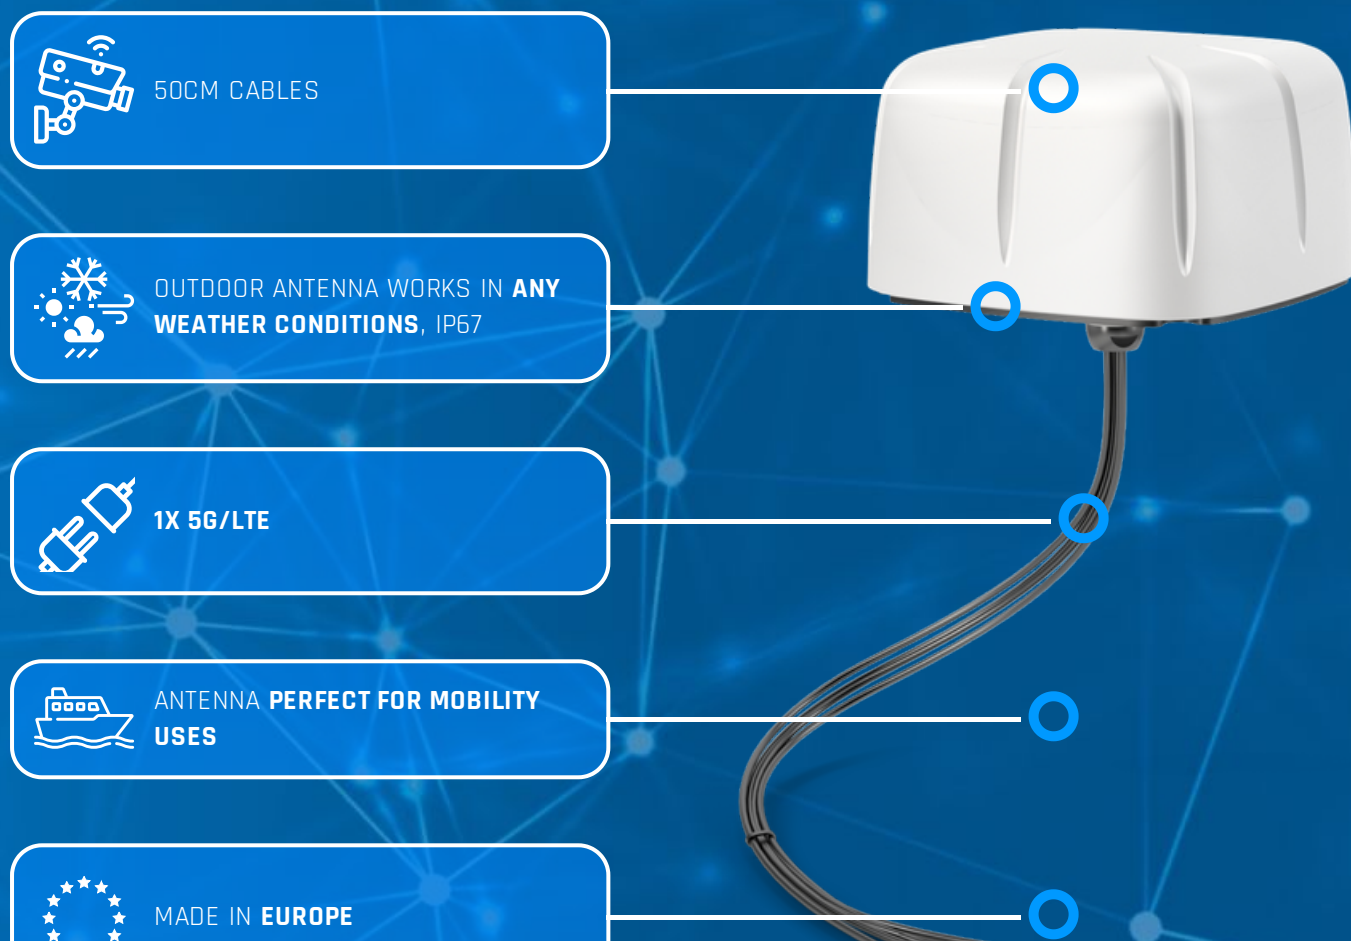 50CM CABLES
OUTDOOR ANTENNA WORKS IN ANY
WEATHER CONDITIONS, IP67
1X 5G/LTE
ANTENNA PERFECT FOR MOBILITY
USES
MADE IN EUROPE